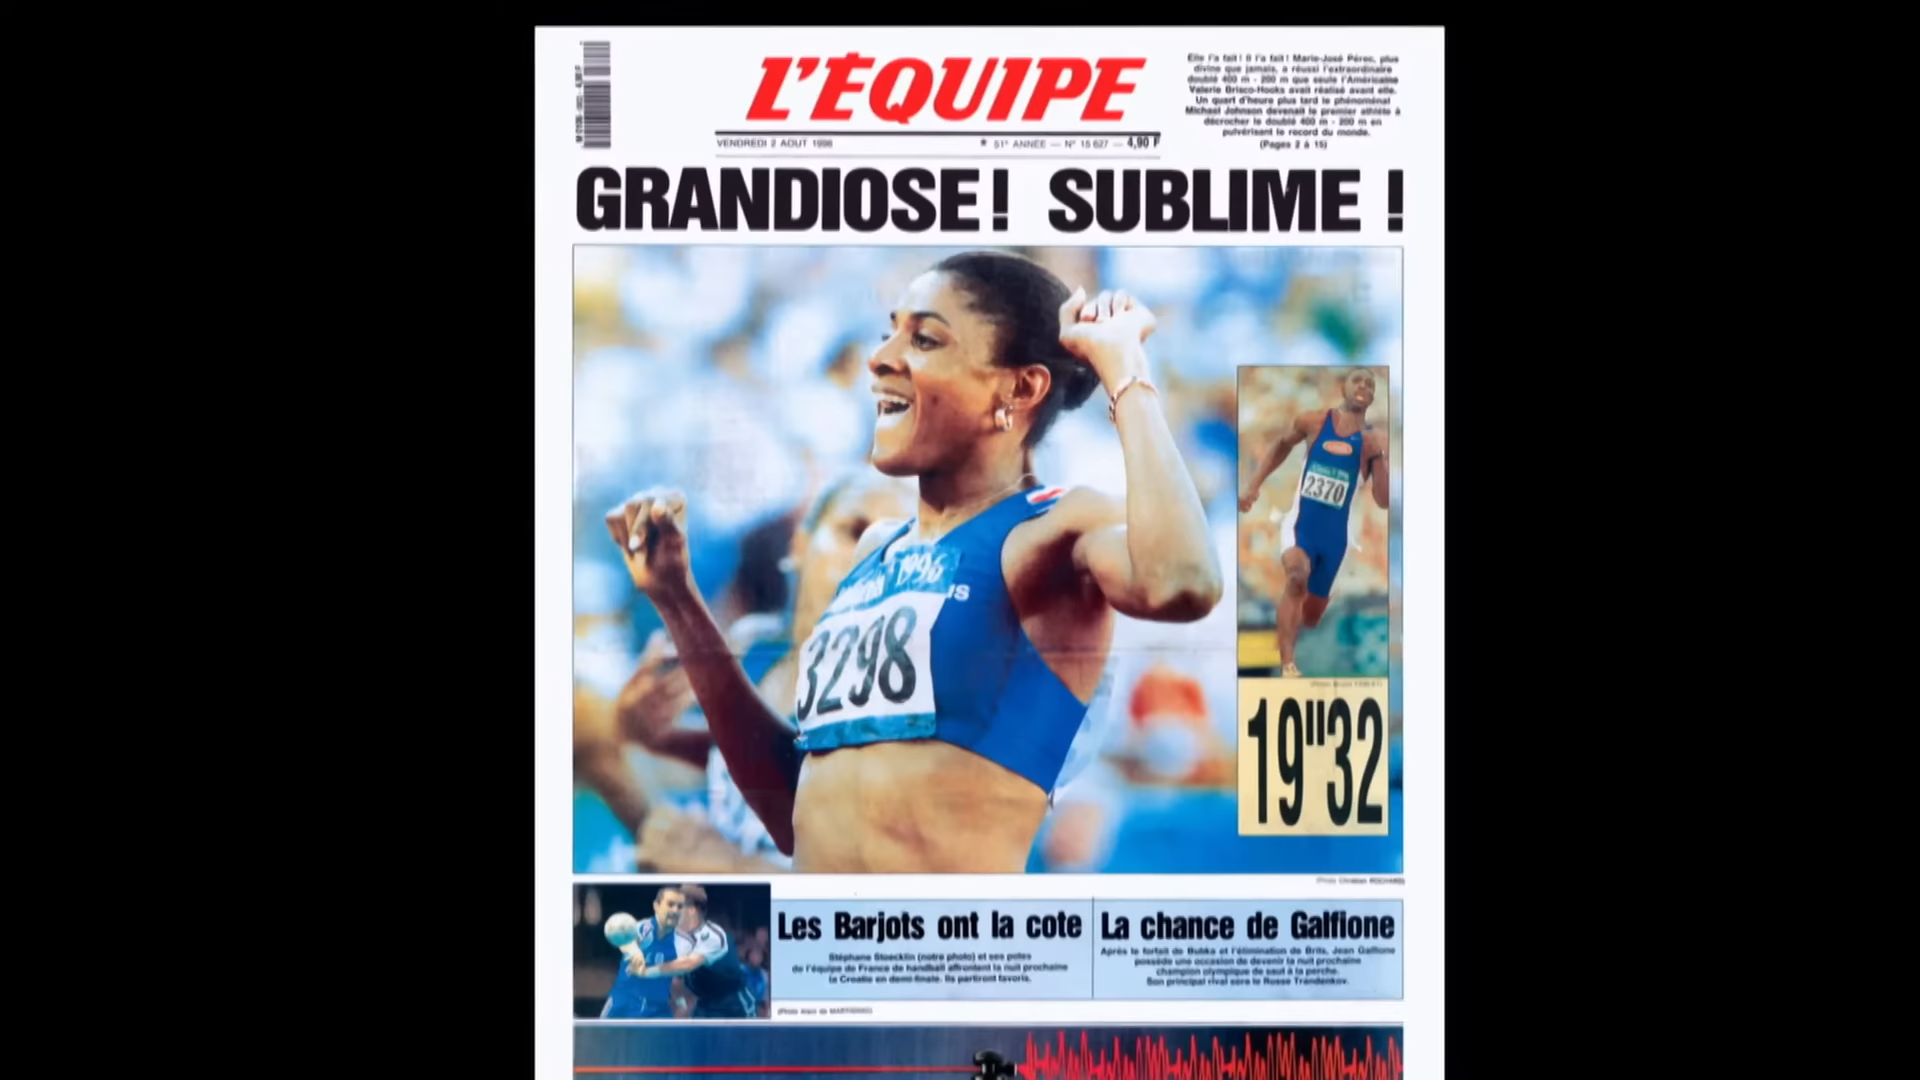 L'ÉQUIPE
Elle l'a fait ! Il l'a fait ! Marie-José Pérec, plus
divine que jamais, a réussi l'extraordinaire
doublé 400 m - 200 m que seule l'Américaine
Valerie Brisco-Hooks avait réalisé avant elle.
Un quart d'heure plus tard le phénoménal
Michael Johnson devenait le premier athlète à
décrocher le doublé 400 m - 200 m en
pulvérisant le record du monde.
(Pages 2 à 15)
VENDREDI 2 AOUT 1996
★ 51e ANNÉE — N° 15 627 — 4,90 F
GRANDIOSE ! SUBLIME !
2370
1996
3298
19"32
Les Barjots ont la cote
Stéphane Stoecklin (notre photo) et ses potes
de l'équipe de France de handball affrontent la nuit prochaine
la Croatie en demi-finale. Ils partiront favoris.
La chance de Galfione
Après le forfait de Bubka et l'élimination de Brits, Jean Galfione
possède une occasion de devenir la nuit prochaine
champion olympique de saut à la perche.
Son principal rival sera le Russe Trandenkov.